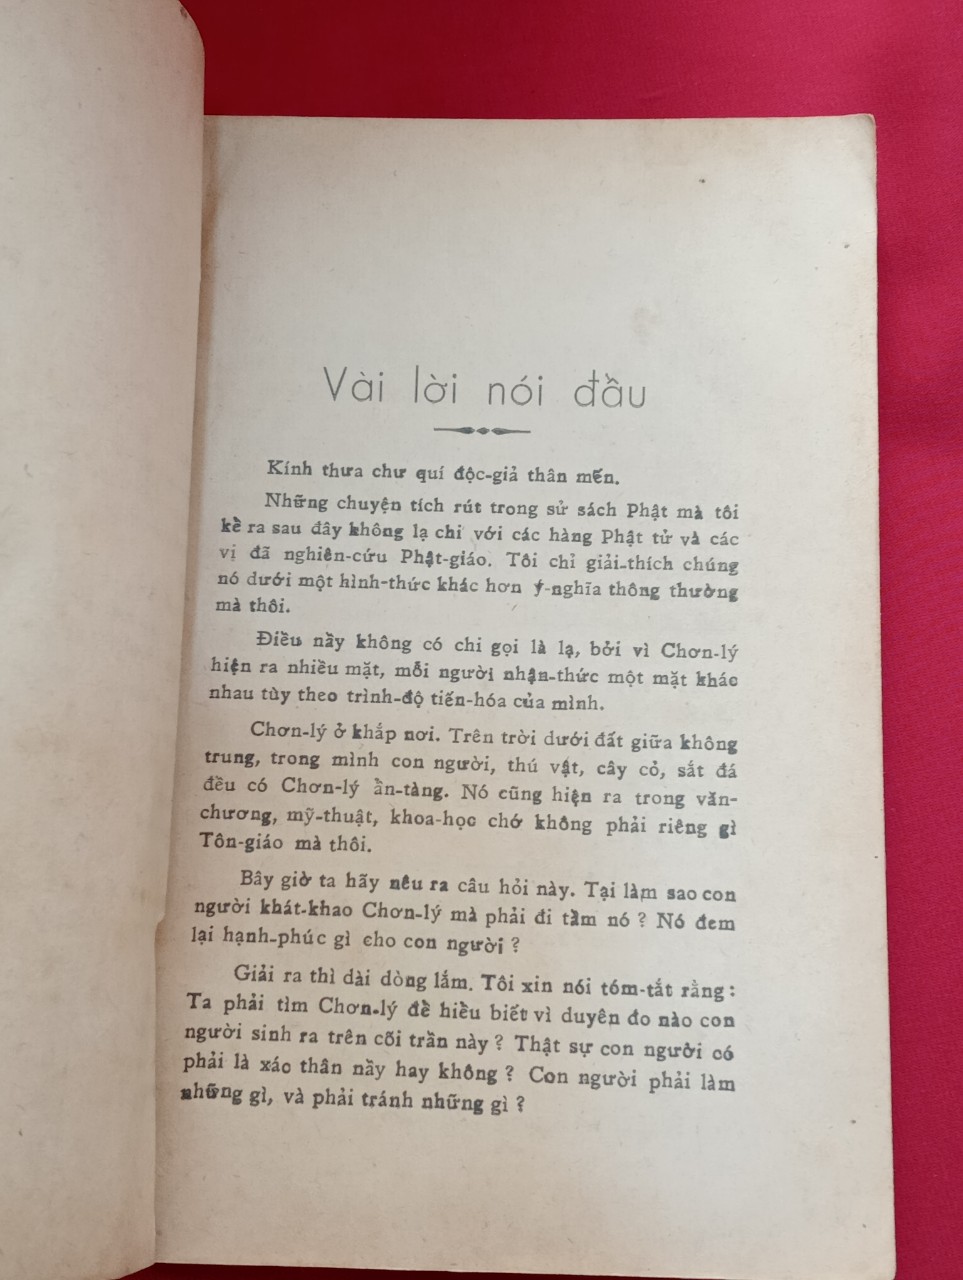 Vài lời nói đầu
Kính thưa chư quí độc-giả thân mến.
Những chuyện tích rút trong sử sách Phật mà tôi
kể ra sau đây không lạ chi với các hàng Phật tử và các
vị đã nghiên-cứu Phật-giáo. Tôi chỉ giải-thích chúng
nó dưới một hình-thức khác hơn ý-nghĩa thông thường
mà thôi.
Điều nầy không có chi gọi là lạ, bởi vì Chơn-lý
hiện ra nhiều mặt, mỗi người nhận-thức một mặt khác
nhau tùy theo trình-độ tiến-hóa của mình.
Chơn-lý ở khắp nơi. Trên trời dưới đất giữa không
trung, trong mình con người, thú vật, cây cỏ, sắt đá
đều có Chơn-lý ẩn-tàng. Nó cũng hiện ra trong văn-
chương, mỹ-thuật, khoa-học chớ không phải riêng gì
Tôn-giáo mà thôi.
Bây giờ ta hãy nêu ra câu hỏi này. Tại làm sao con
người khát-khao Chơn-lý mà phải đi tầm nó ? Nó đem
lại hạnh-phúc gì cho con người ?
Giải ra thì dài dòng lắm. Tôi xin nói tóm-tắt rằng :
Ta phải tìm Chơn-lý để hiểu biết vì duyên do nào con
người sinh ra trên cõi trần này ? Thật sự con người có
phải là xác thân nầy hay không ? Con người phải làm
những gì, và phải tránh những gì ?